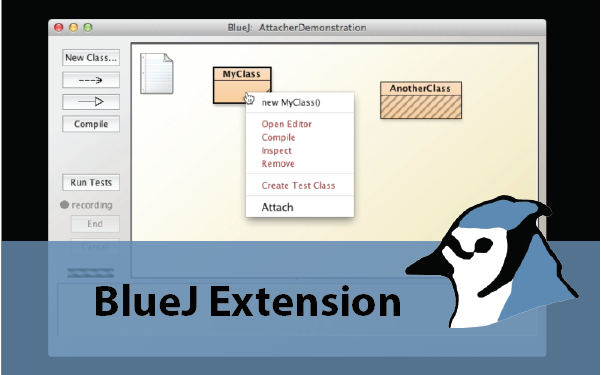 BlueJ: AttacherDemonstration
New Class...
Compile
Run Tests
recording
End
MyClass
new MyClass()
Open Editor
Compile
Inspect
Remove
Create Test Class
Attach
AnotherClass
BlueJ Extension